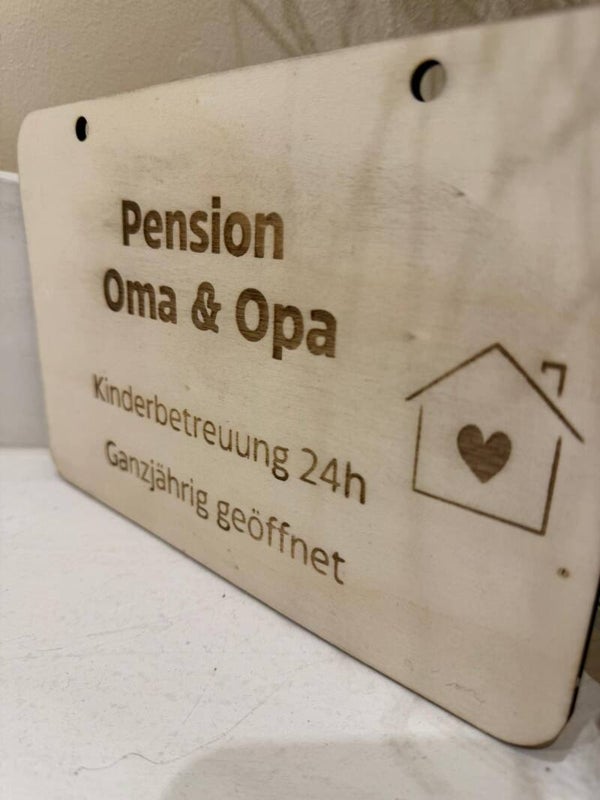 Pension
Oma & Opa
Kinderbetreuung 24h
Ganzjährig geöffnet